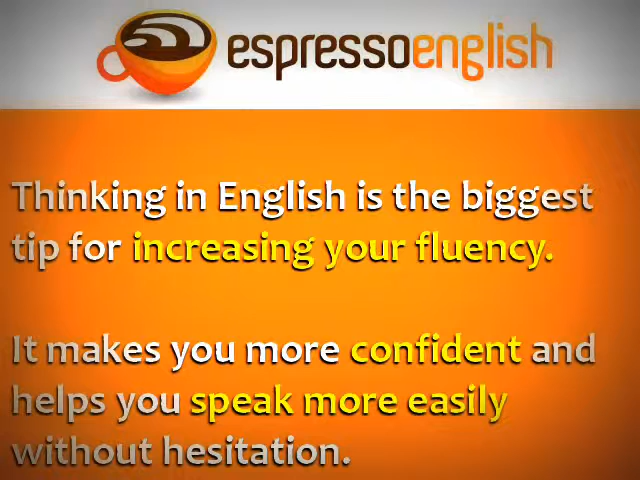 espressoenglish
Thinking in English is the biggest
tip for increasing your fluency.
It makes you more confident and
helps you speak more easily
without hesitation.